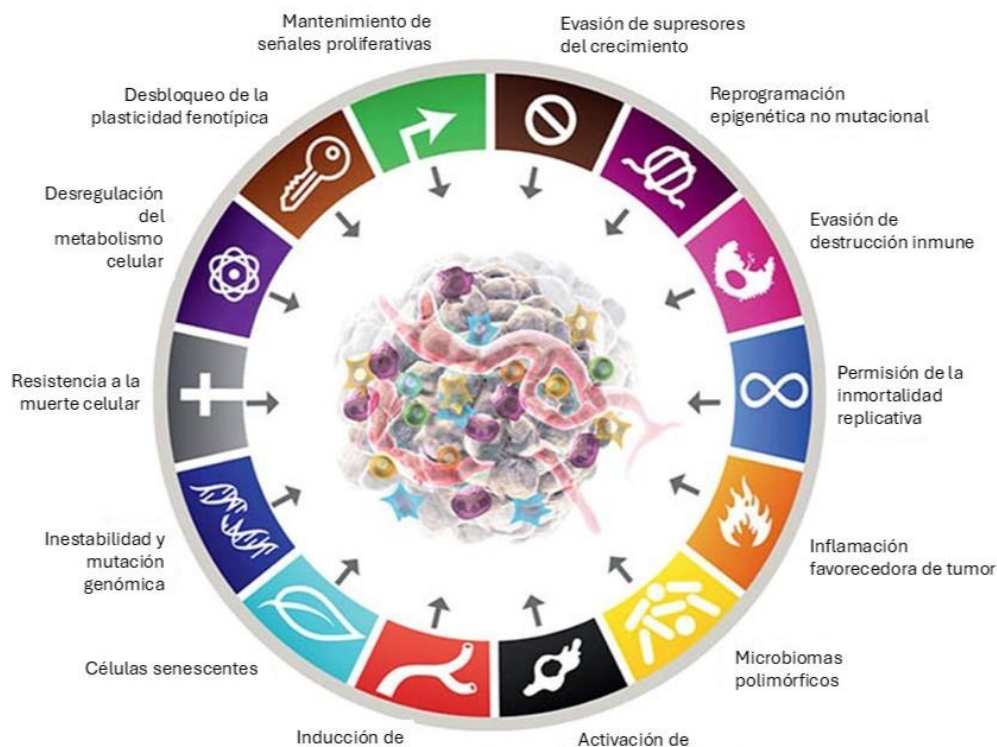 Mantenimiento de
señales proliferativas
Evasión de supresores
del crecimiento
Reprogramación
epigenética no mutacional
Evasión de
destrucción inmune
Permisión de la
inmortalidad
replicativa
Inflamación
favorecedora de tumor
Microbiomas
polimórficos
Activación de
Inducción de
Células senescentes
Inestabilidad y
mutación
genómica
Resistencia a la
muerte celular
Desregulación
del
metabolismo
celular
Desbloqueo de la
plasticidad fenotípica